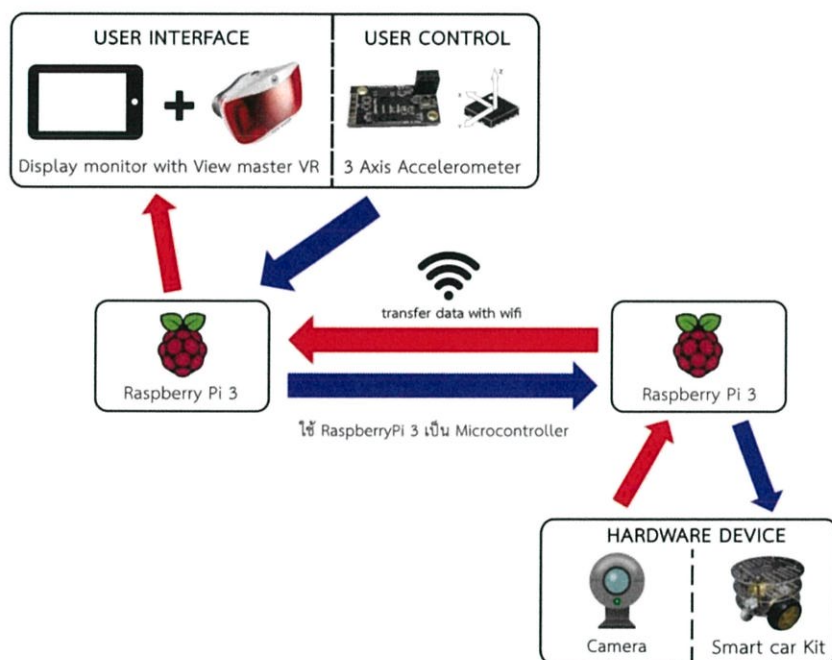 USER INTERFACE
USER CONTROL
Display monitor with View master VR
3 Axis Accelerometer
transfer data with wifi
Raspberry Pi 3
Raspberry Pi 3
ใช้ RaspberryPi 3 เป็น Microcontroller
HARDWARE DEVICE
Camera
Smart car Kit